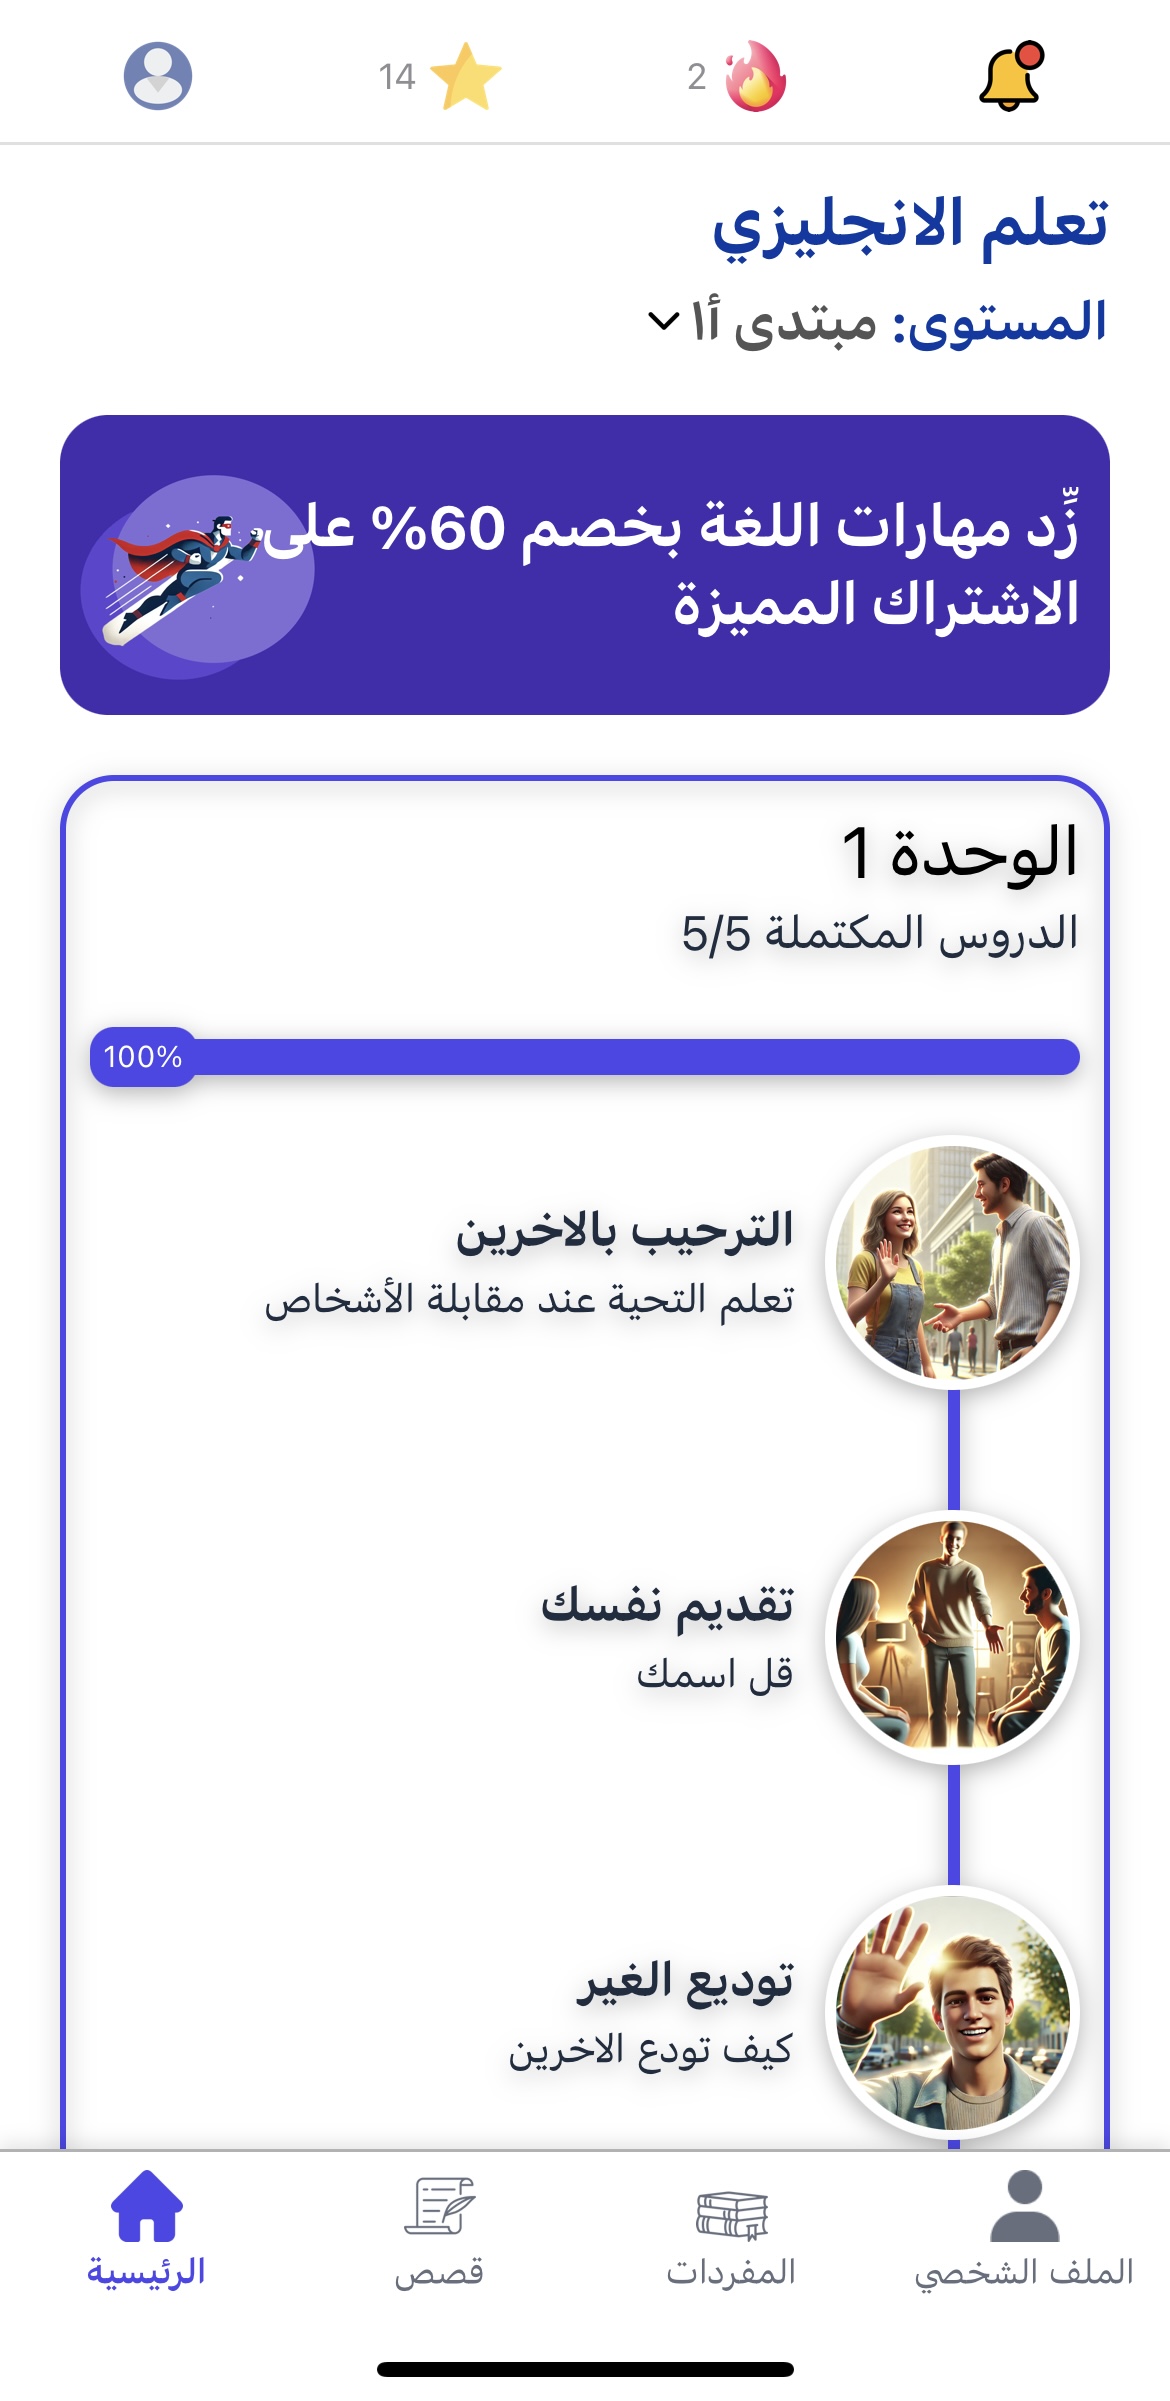 2
14
تعلم الانجليزي
المستوى: مبتدى أ1
زِّد مهارات اللغة بخصم 60% على
الاشتراك المميزة
الوحدة 1
الدروس المكتملة 5/5
100%
الترحيب بالاخرين
تعلم التحية عند مقابلة الأشخاص
تقديم نفسك
قل اسمك
توديع الغير
كيف تودع الاخرين
الملف الشخصي
المفردات
قصص
الرئيسية